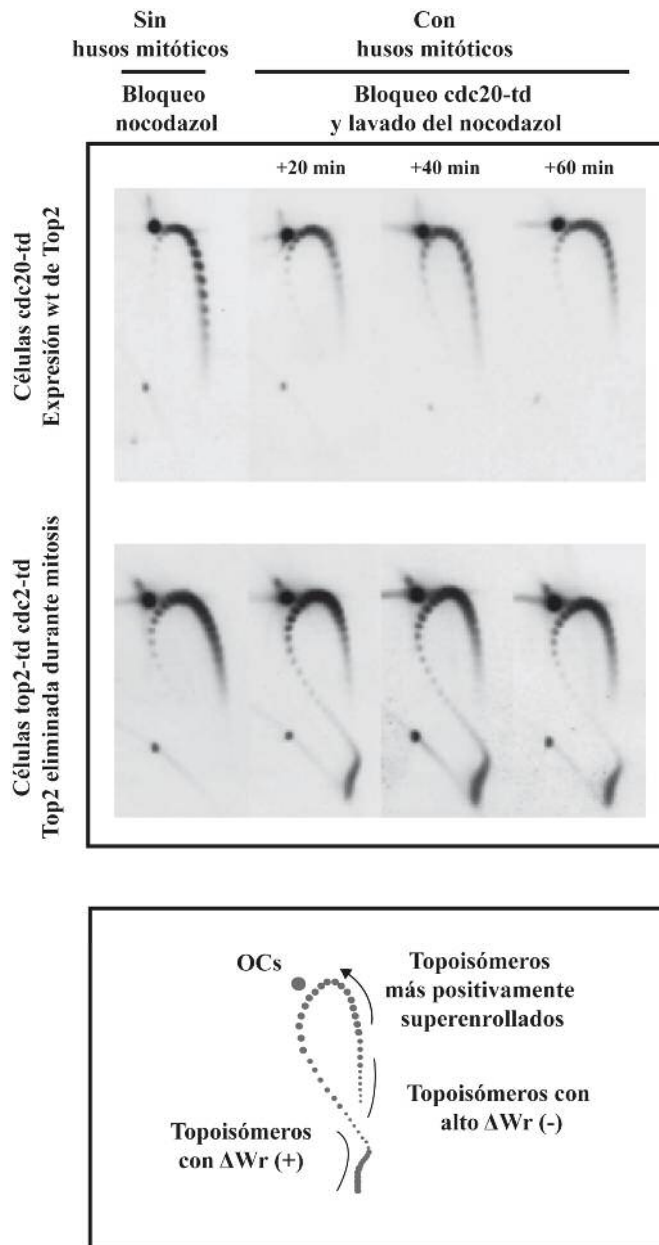 Sin
husos mitóticos
Con
husos mitóticos
Bloqueo
nocodazol
Bloqueo cdc20-td
y lavado del nocodazol
+20 min
+40 min
+60 min
Células cdc20-td
Expresión wt de Top2
Células top2-td cdc2-td
Top2 eliminada durante mitosis
OCs
Topoisómeros
más positivamente
superenrollados
Topoisómeros con
alto ΔWr (-)
Topoisómeros
con ΔWr (+)